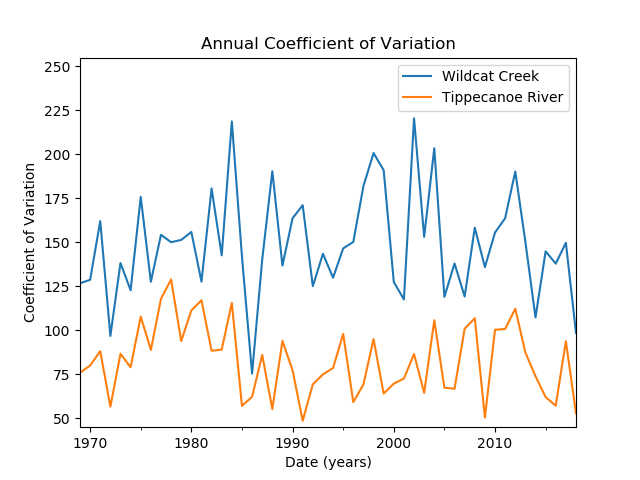 Annual Coefficient of Variation
Wildcat Creek
Tippecanoe River
Coefficient of Variation
250
225
200
175
150
125
100
75
50
1970 1980 1990 2000 2010
Date (years)